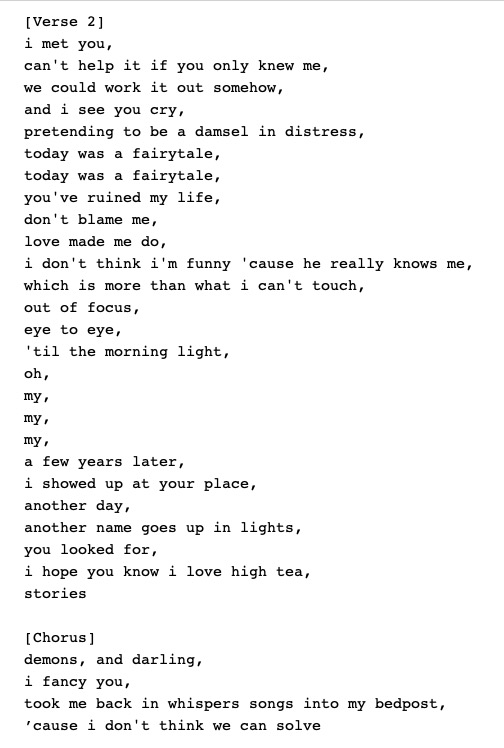 [Verse 2]
i met you,
can't help it if you only knew me,
we could work it out somehow,
and i see you cry,
pretending to be a damsel in distress,
today was a fairytale,
today was a fairytale,
you've ruined my life,
don't blame me,
love made me do,
i don't think i'm funny 'cause he really knows me,
which is more than what i can't touch,
out of focus,
eye to eye,
'til the morning light,
oh,
my,
my,
my,
a few years later,
i showed up at your place,
another day,
another name goes up in lights,
you looked for,
i hope you know i love high tea,
stories

[Chorus]
demons, and darling,
i fancy you,
took me back in whispers songs into my bedpost,
’cause i don't think we can solve